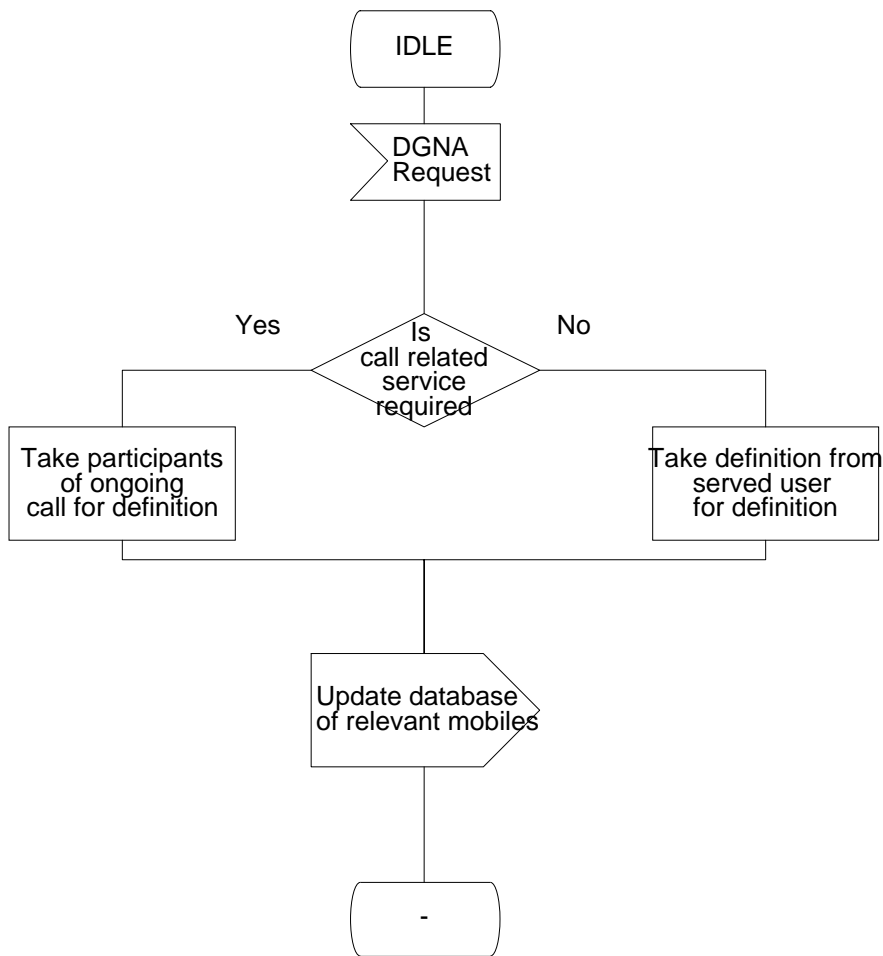 IDLE
DGNA
Request
Yes
No
Is
call related
service
required
Take participants
of ongoing
call for definition
Take definition from
served user
for definition
Update database
of relevant mobiles
-